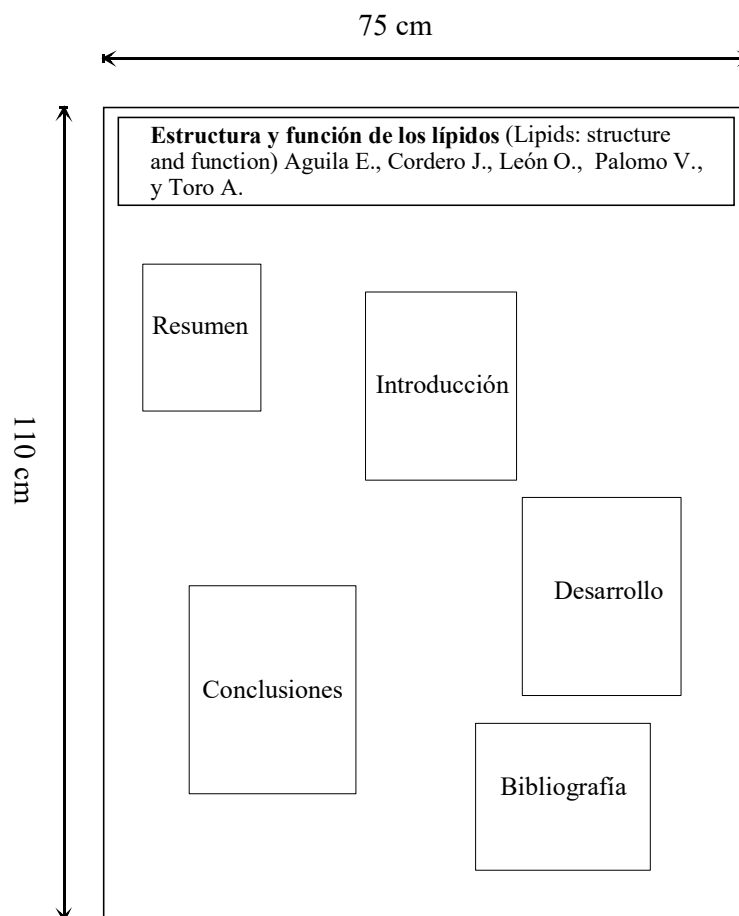 75 cm
Estructura y función de los lípidos (Lipids: structure
and function) Aguila E., Cordero J., León O., Palomo V.,
y Toro A.
Resumen
Introducción
110 cm
Desarrollo
Conclusiones
Bibliografía